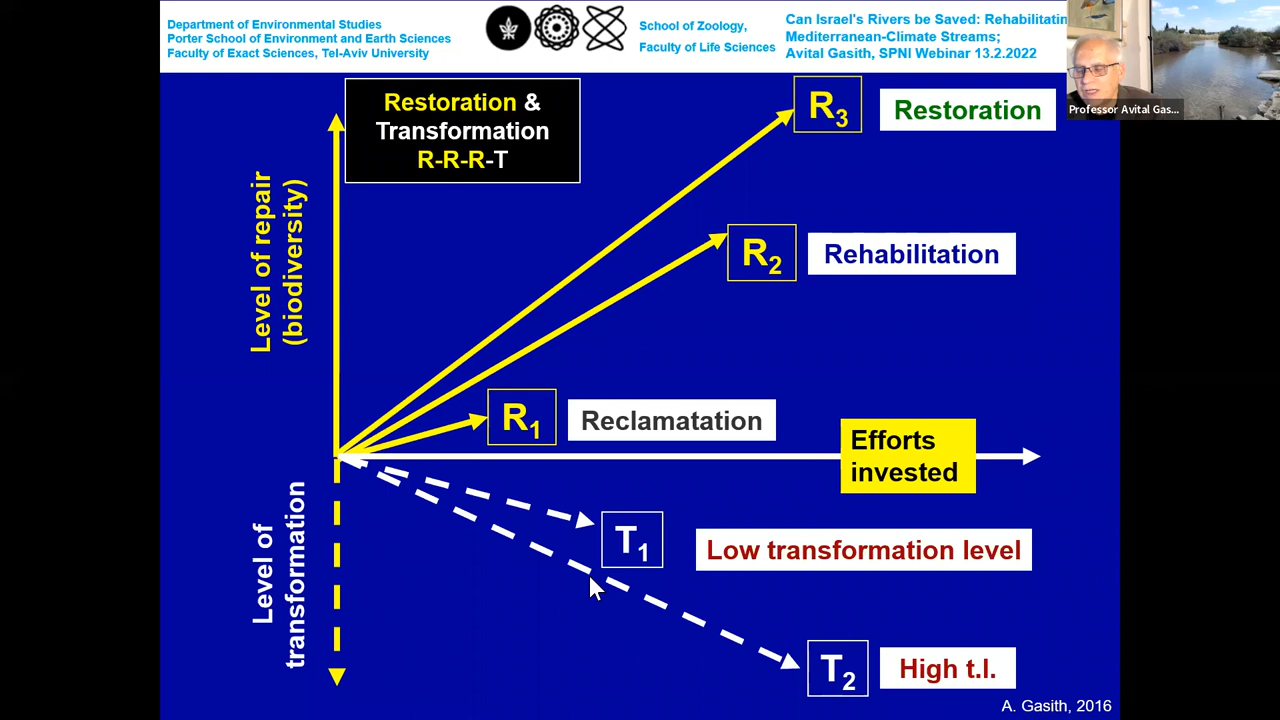 Department of Environmental Studies
Porter School of Environment and Earth Sciences
Faculty of Exact Sciences, Tel-Aviv University
School of Zoology,
Faculty of Life Sciences
Can Israel's Rivers be Saved: Rehabilitatin
Mediterranean-Climate Streams;
Avital Gasith, SPNI Webinar 13.2.2022
Professor Avital Gas...
Restoration &
Transformation
R-R-R-T
R3
Restoration
Level of repair
(biodiversity)
R2
Rehabilitation
R1
Reclamatation
Efforts
invested
Level of
transformation
T1
Low transformation level
T2
High t.l.
A. Gasith, 2016